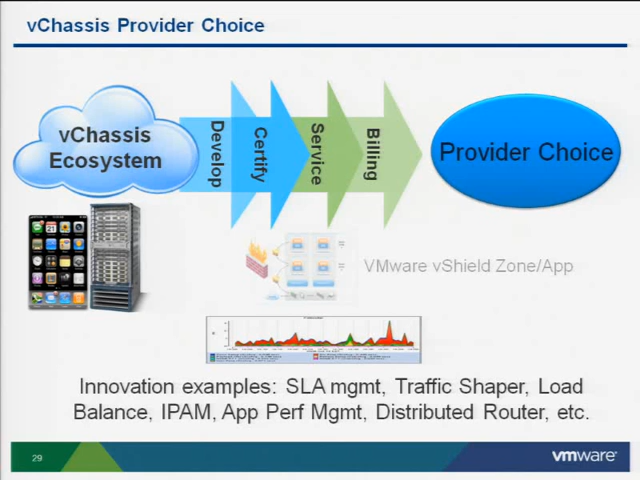 vChassis Provider Choice
vChassis
Ecosystem
Develop
Certify
Service
Billing
Provider Choice
VMware vShield Zone/App
Innovation examples: SLA mgmt, Traffic Shaper, Load
Balance, IPAM, App Perf Mgmt, Distributed Router, etc.
29
vmware